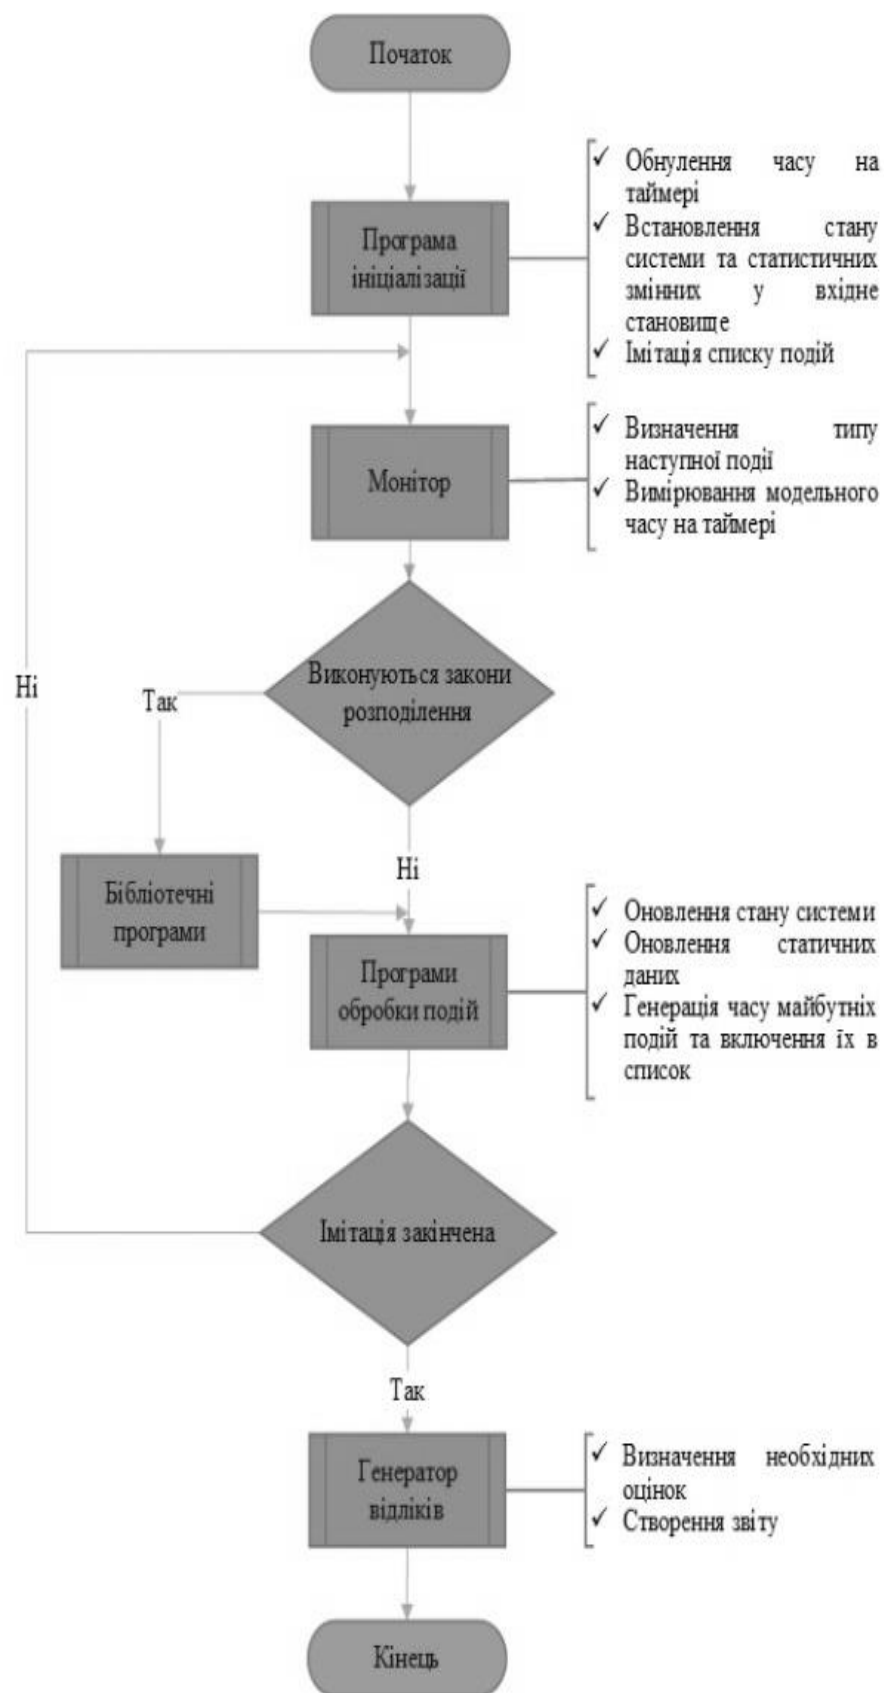 Початок
Програма
ініціалізації
✓ Обнулення часу на
таймері
✓ Встановлення стану
системи та статистичних
змінних у вхідне
становище
✓ Імітація списку подій
Монітор
✓ Визначення типу
наступної події
✓ Вимірювання модельного
часу на таймері
Виконуються закони
розподілення
Ні
Так
Ні
Бібліотечні
програми
Програми
обробки подій
✓ Оновлення стану системи
✓ Оновлення статичних
даних
✓ Генерація часу майбутніх
подій та включення їх в
список
Імітація закінчена
Так
Генератор
відліків
✓ Визначення необхідних
оцінок
✓ Створення звіту
Кінець